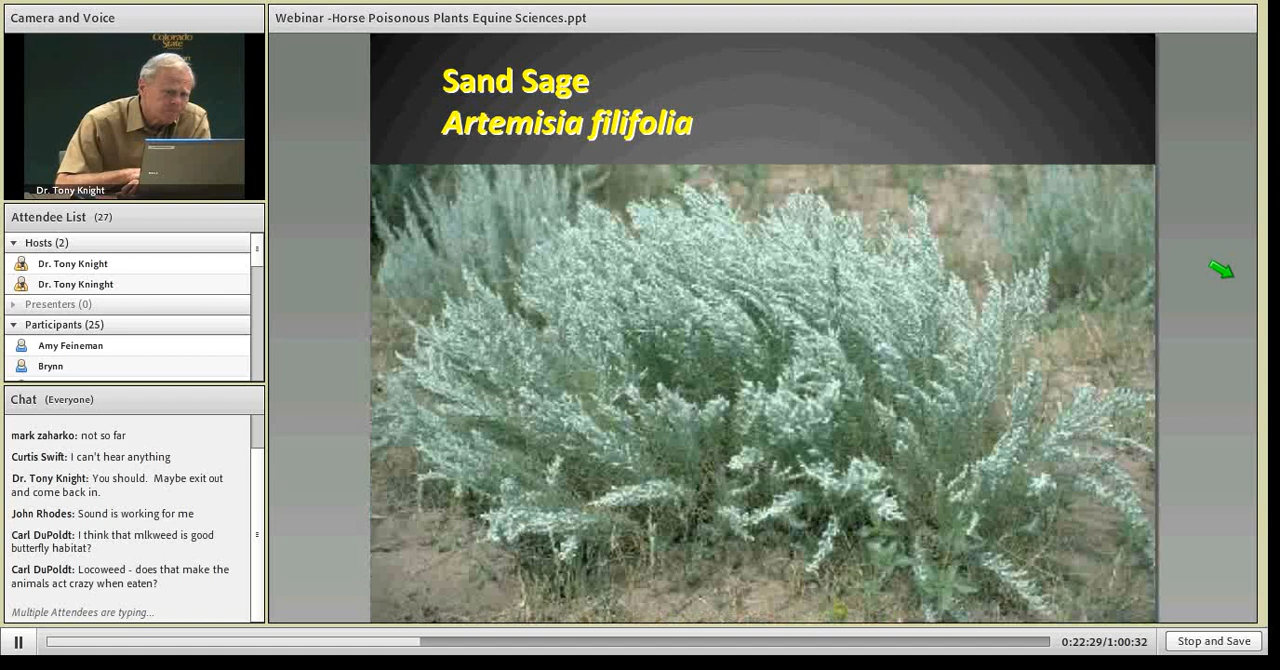 Camera and Voice
Colorado
State
Dr. Tony Knight
Attendee List (27)
Hosts (2)
Dr. Tony Knight
Dr. Tony Kninght
Presenters (0)
Participants (25)
Amy Feineman
Brynn
Chat (Everyone)
mark zaharko: not so far
Curtis Swift: I can't hear anything
Dr. Tony Knight: You should. Maybe exit out
and come back in.
John Rhodes: Sound is working for me
Carl DuPoldt: I think that mlkweed is good
butterfly habitat?
Carl DuPoldt: Locoweed - does that make the
animals act crazy when eaten?
Multiple Attendees are typing...
Webinar -Horse Poisonous Plants Equine Sciences.ppt
Sand Sage
Artemisia filifolia
0:22:29/1:00:32
Stop and Save